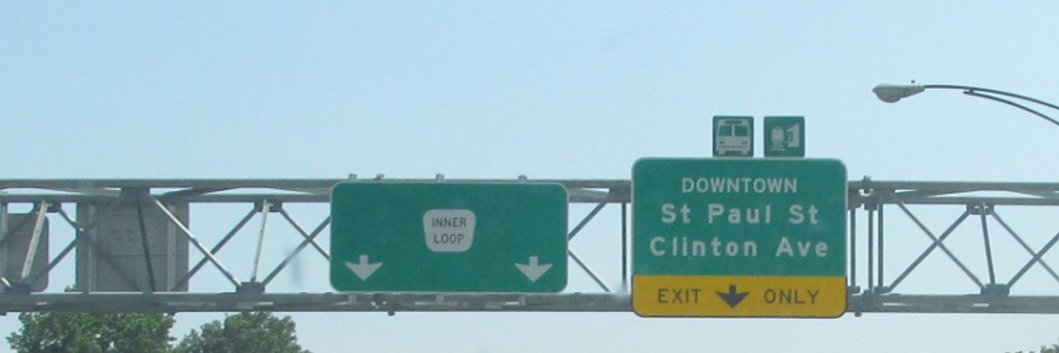 INNER
LOOP
DOWNTOWN
St Paul St
Clinton Ave
EXIT ONLY